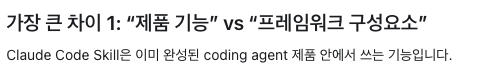 가장 큰 차이 1: “제품 기능” vs “프레임워크 구성요소”
Claude Code Skill은 이미 완성된 coding agent 제품 안에서 쓰는 기능입니다.